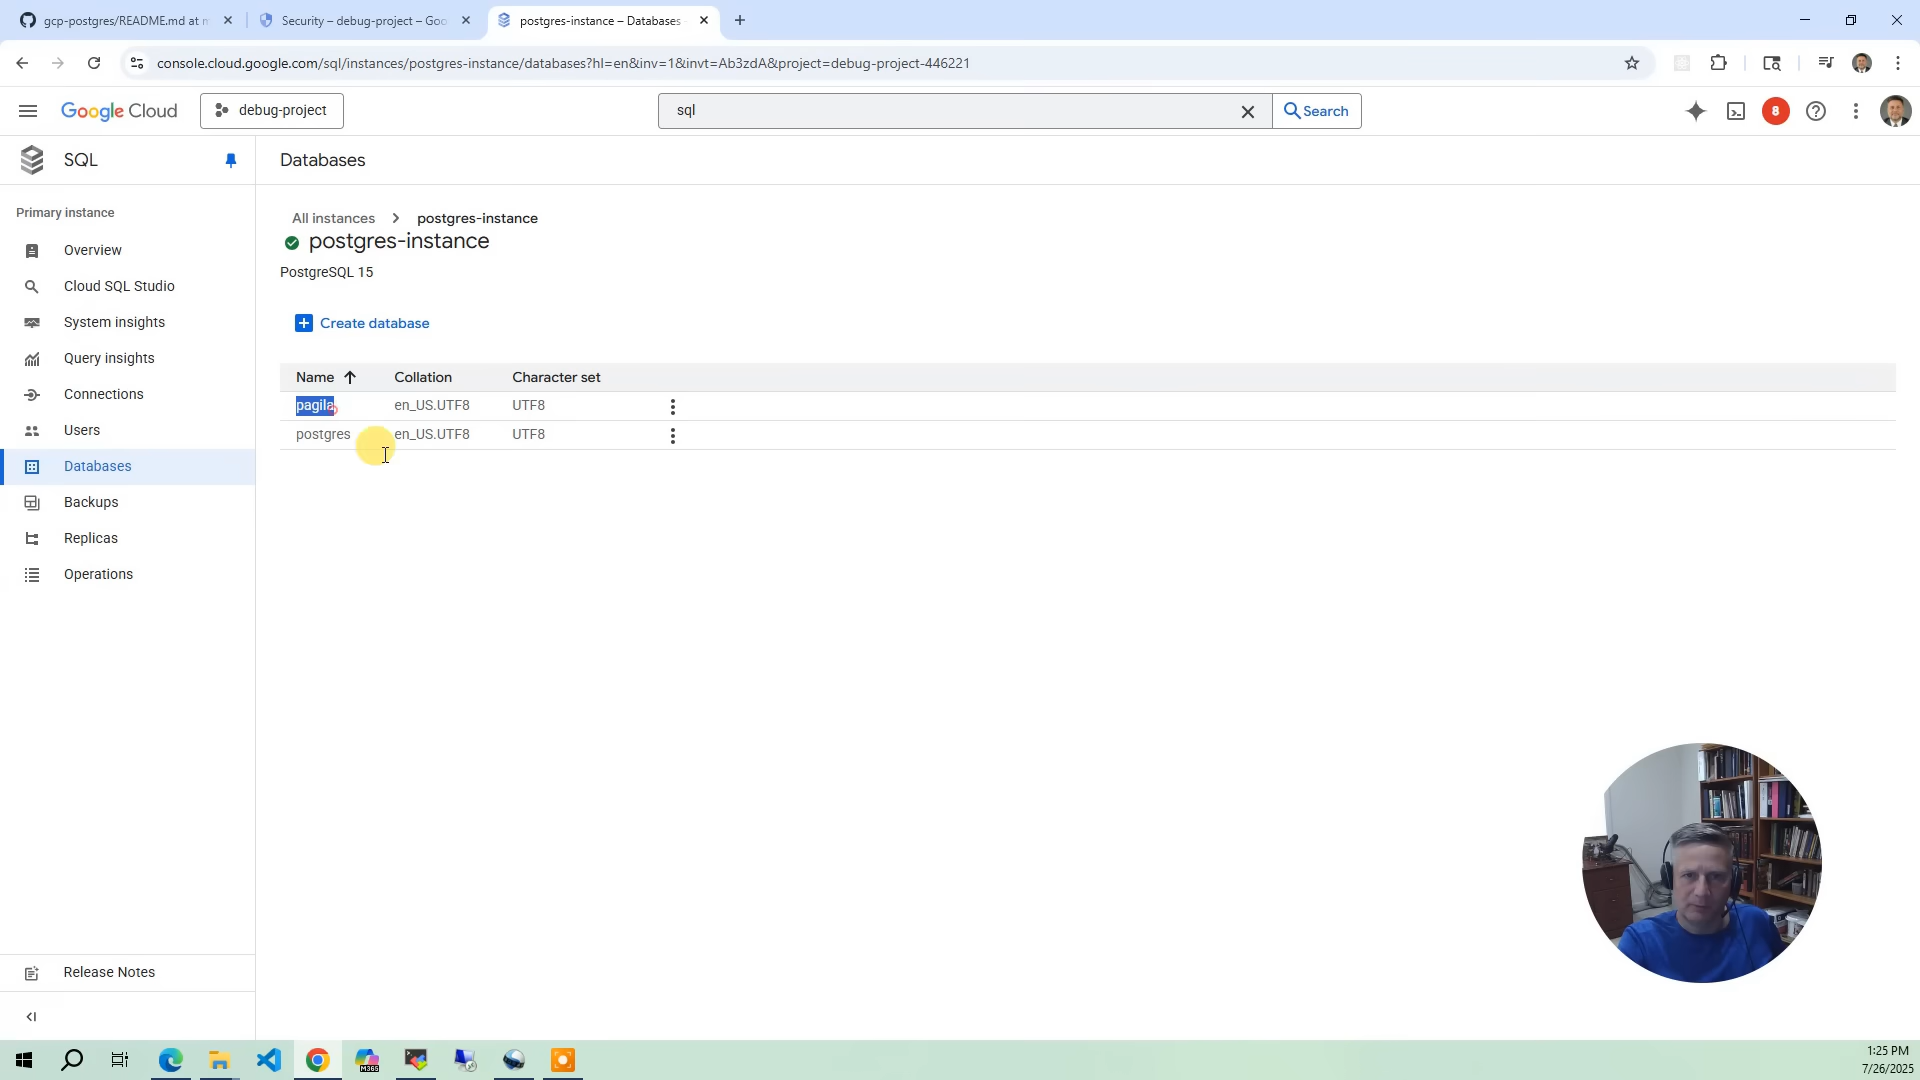 gcp-postgres/README.md at m
Security – debug-project – Goo
postgres-instance – Databases
console.cloud.google.com/sql/instances/postgres-instance/databases?hl=en&inv=1&invt=Ab3zdA&project=debug-project-446221
Google Cloud
debug-project
sql
Search
8
SQL
Databases
Primary instance
Overview
Cloud SQL Studio
System insights
Query insights
Connections
Users
Databases
Backups
Replicas
Operations
Release Notes
All instances > postgres-instance
postgres-instance
PostgreSQL 15
Create database
Name Collation Character set
pagila en_US.UTF8 UTF8
postgres en_US.UTF8 UTF8
M365
1:25 PM
7/26/2025